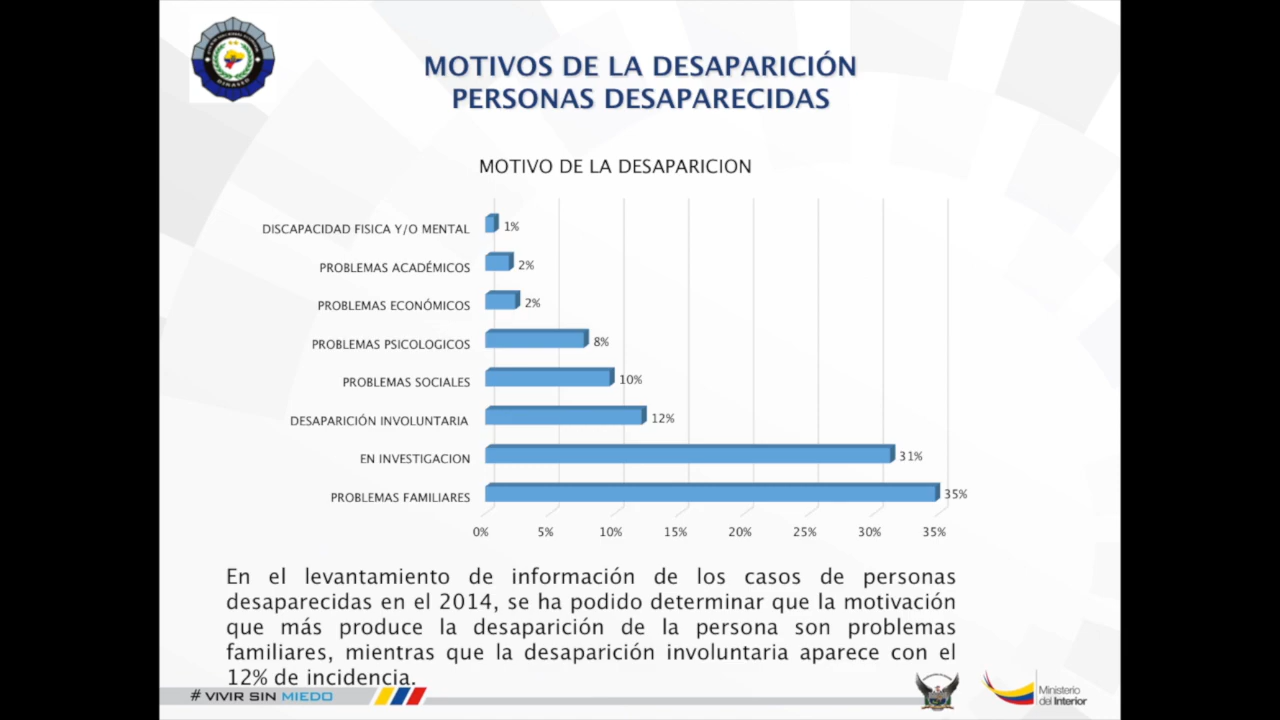 MOTIVOS DE LA DESAPARICIÓN
PERSONAS DESAPARECIDAS
MOTIVO DE LA DESAPARICION
DISCAPACIDAD FISICA Y/O MENTAL 1%
PROBLEMAS ACADÉMICOS 2%
PROBLEMAS ECONÓMICOS 2%
PROBLEMAS PSICOLOGICOS 8%
PROBLEMAS SOCIALES 10%
DESAPARICIÓN INVOLUNTARIA 12%
EN INVESTIGACION 31%
PROBLEMAS FAMILIARES 35%
0% 5% 10% 15% 20% 25% 30% 35%
En el levantamiento de información de los casos de personas
desaparecidas en el 2014, se ha podido determinar que la motivación
que más produce la desaparición de la persona son problemas
familiares, mientras que la desaparición involuntaria aparece con el
12% de incidencia.
# VIVIR SIN MIEDO
Ministerio
del Interior